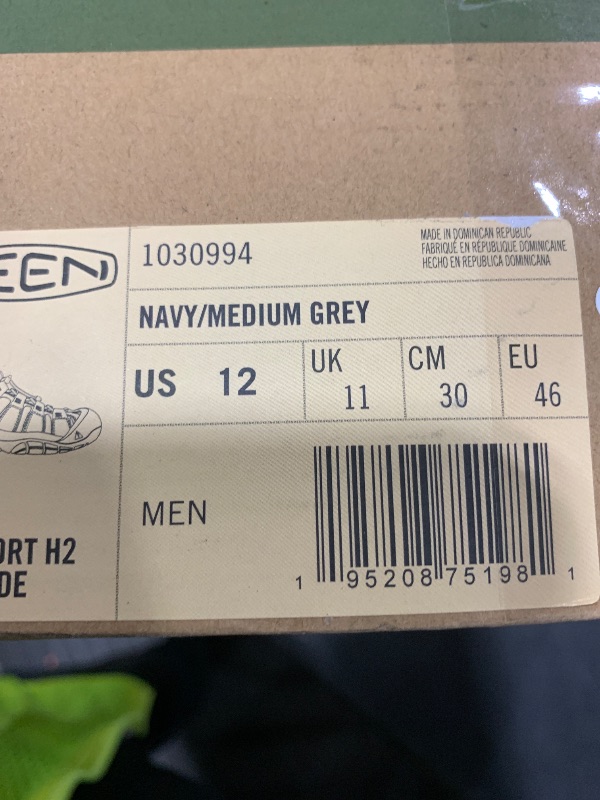 EEN
1030994
MADE IN DOMINICAN REPUBLIC
FABRIQUÉ EN RÉPUBLIQUE DOMINICAINE
HECHO EN REPUBLICA DOMINICANA
NAVY/MEDIUM GREY
US 12
UK 11
CM 30
EU 46
MEN
ORT H2
DE
1 95208 75198 1